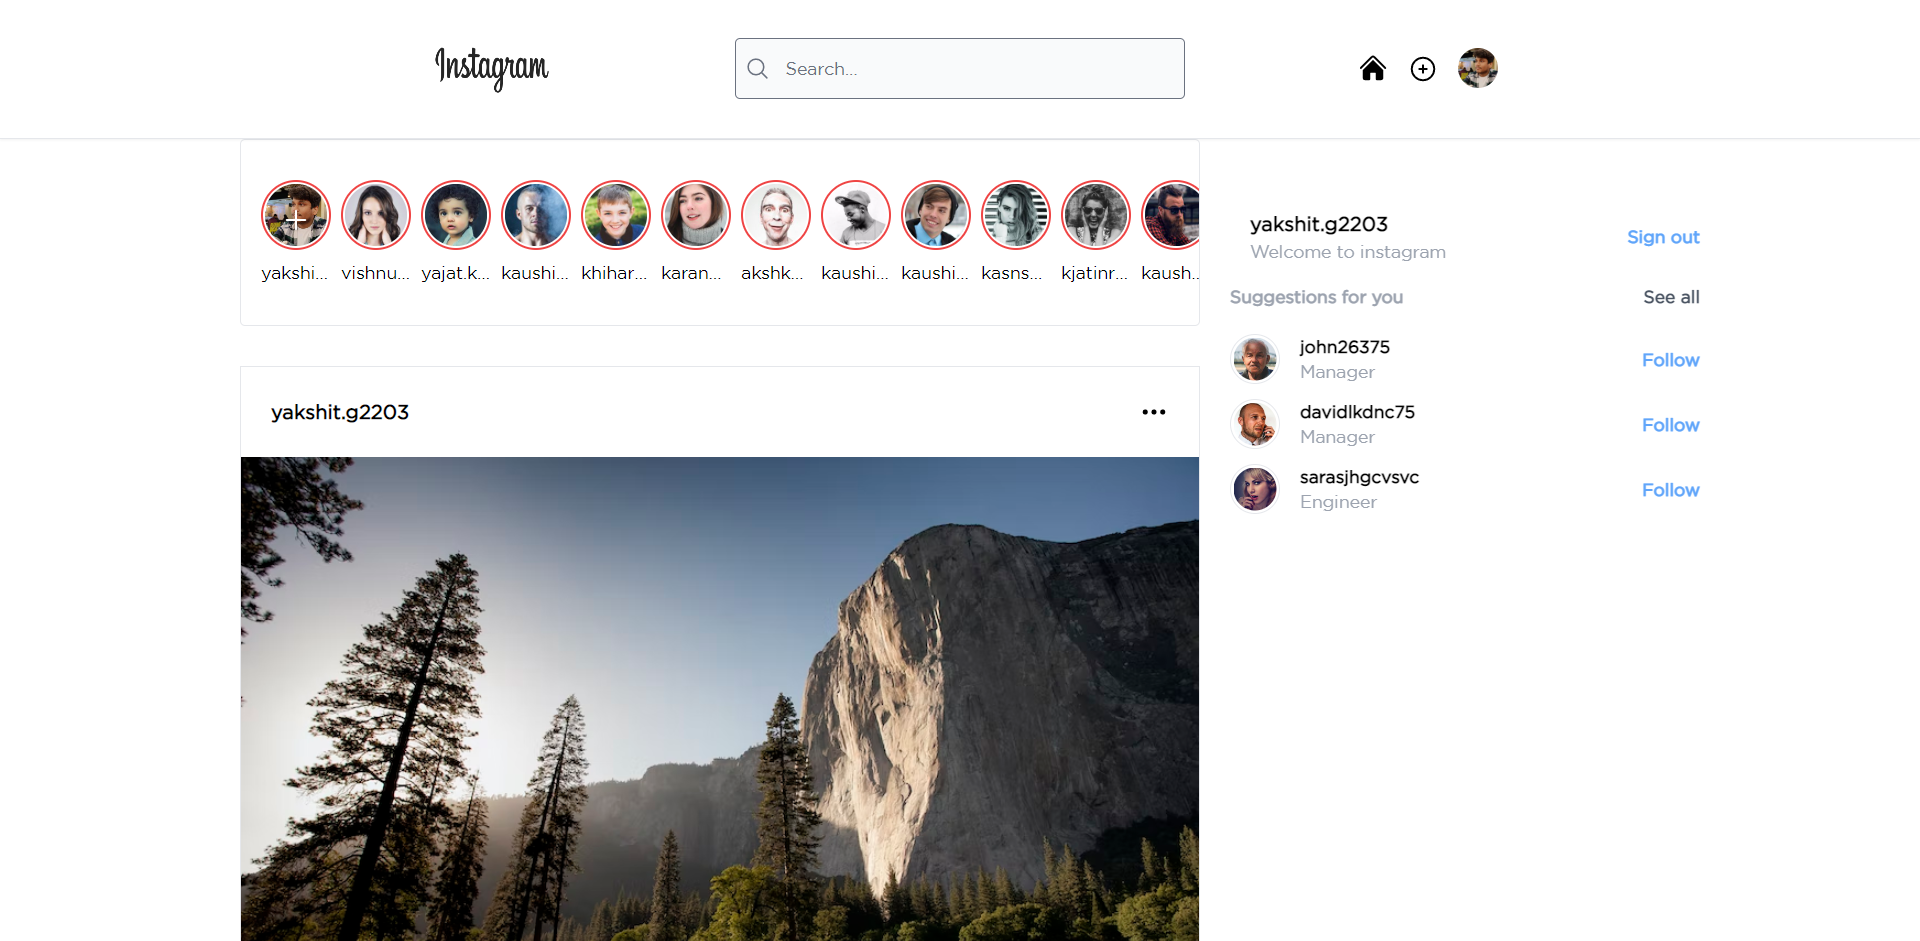 Instagram
Search...
yakshi...
vishnu...
yajat.k...
kaushi...
khihar...
karan...
akshk...
kaushi...
kaushi...
kasns...
kjatinr...
kaush...
yakshit.g2203
Welcome to instagram
Sign out
Suggestions for you
See all
john26375
Manager
Follow
davidlkdnc75
Manager
Follow
sarasjhgcvsvc
Engineer
Follow
yakshit.g2203